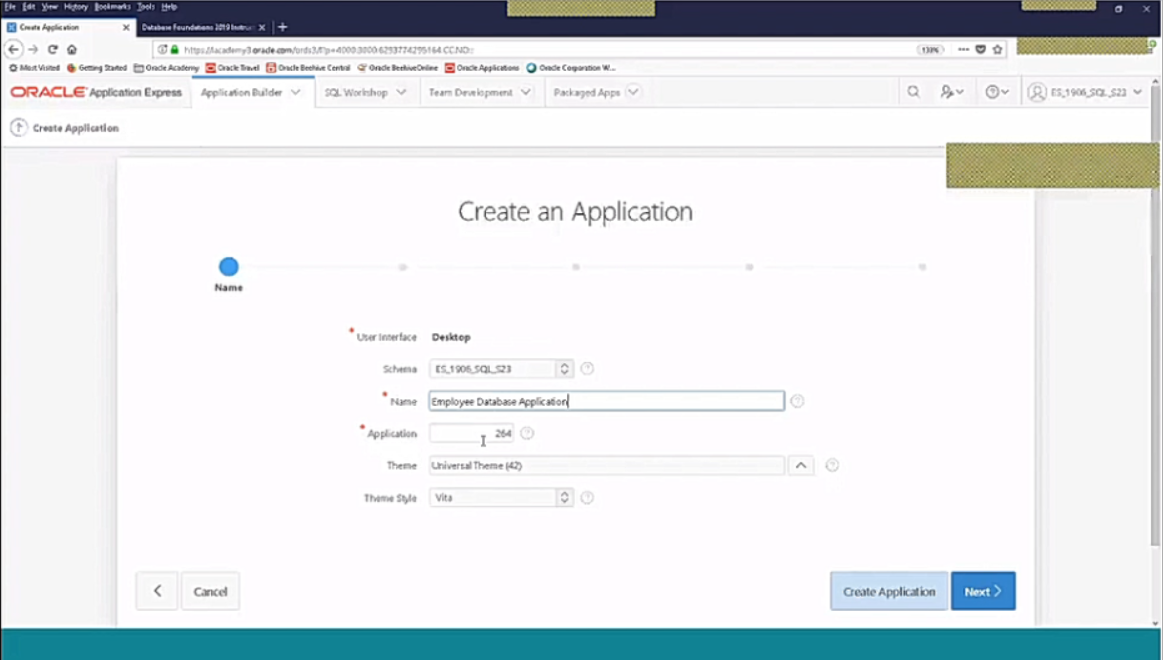 File Edit View History Bookmarks Tools Help
Create Application × Database Foundations 2019 Instruc × +
https://iacademy3.oracle.com/ords3/f?p=4000:3000:6293774295164:CC:NO:: 130%
Most Visited Getting Started Oracle Academy Oracle Travel Oracle Beehive Central Oracle BeehiveOnline Oracle Applications Oracle Corporation W...
ORACLE Application Express Application Builder SQL Workshop Team Development Packaged Apps ES_1906_SQL_S23
Create Application
Create an Application
Name
* User Interface Desktop
Schema ES_1906_SQL_S23
* Name Employee Database Application
* Application 264
Theme Universal Theme (42)
Theme Style Vita
Cancel Create Application Next